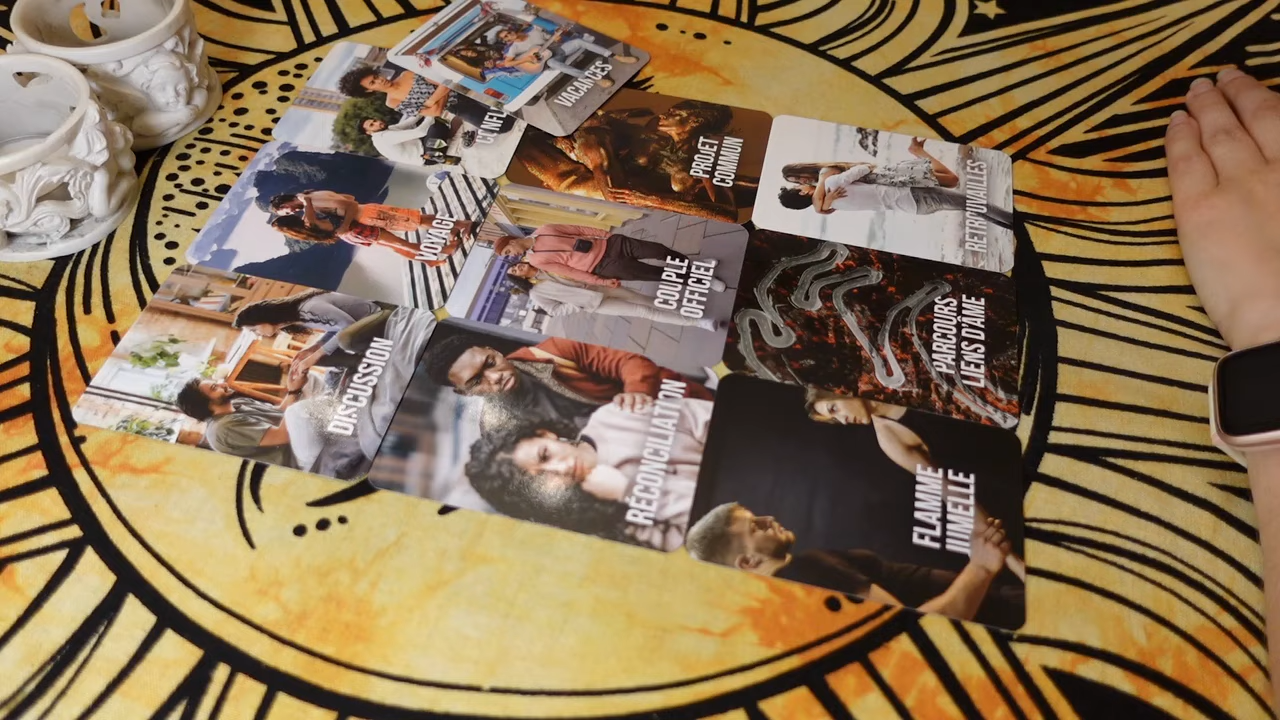 VACANCES
PROJET
COMMUN
RETROUVAILLES
VOYAGE
COUPLE
OFFICIEL
PARCOURS
LIENS D'ÂME
DISCUSSION
RÉCONCILIATION
FLAMME
JUMELLE